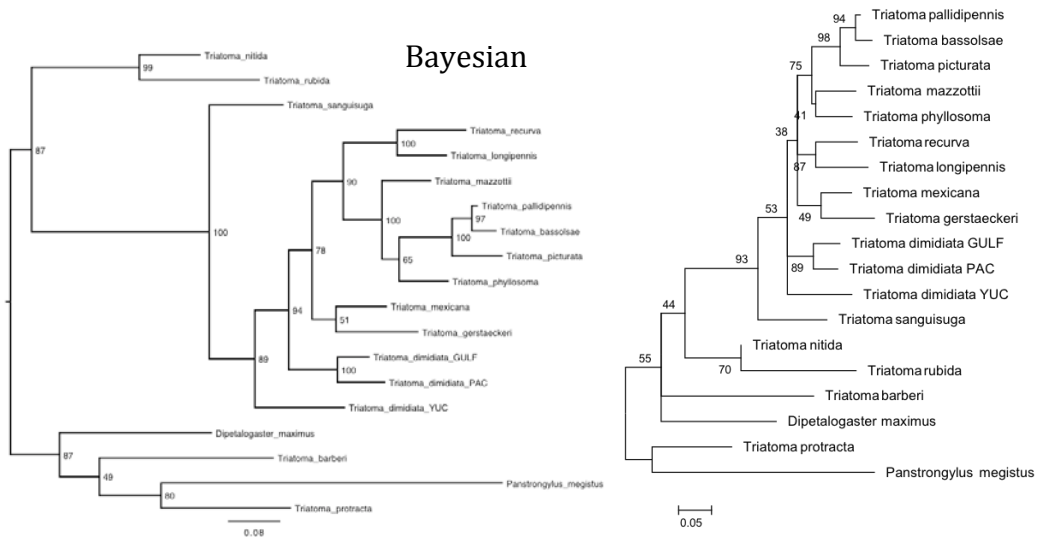 Bayesian
Triatoma_nitida
99
Triatoma_rubida
87
Triatoma_sanguisuga
Triatoma_recurva
100
Triatoma_longipennis
90
Triatoma_mazzottii
100
Triatoma_pallidipennis
97
Triatoma_bassolsae
100
Triatoma_picturata
65
Triatoma_phyllosoma
100
78
Triatoma_mexicana
51
Triatoma_gerstaeckeri
94
Triatoma_dimidiata_GULF
100
Triatoma_dimidiata_PAC
89
Triatoma_dimidiata_YUC
Dipetalogaster_maximus
87
Triatoma_barberi
49
Panstrongylus_megistus
80
Triatoma_protracta
0.08
94
Triatoma pallidipennis
98
Triatoma bassolsae
Triatoma picturata
75
Triatoma mazzottii
41
Triatoma phyllosoma
38
Triatoma recurva
87
Triatoma longipennis
Triatoma mexicana
49
Triatoma gerstaeckeri
53
Triatoma dimidiata GULF
89
Triatoma dimidiata PAC
93
Triatoma dimidiata YUC
Triatoma sanguisuga
44
Triatoma nitida
70
Triatoma rubida
55
Triatoma barberi
Dipetalogaster maximus
Triatoma protracta
Panstrongylus megistus
0.05